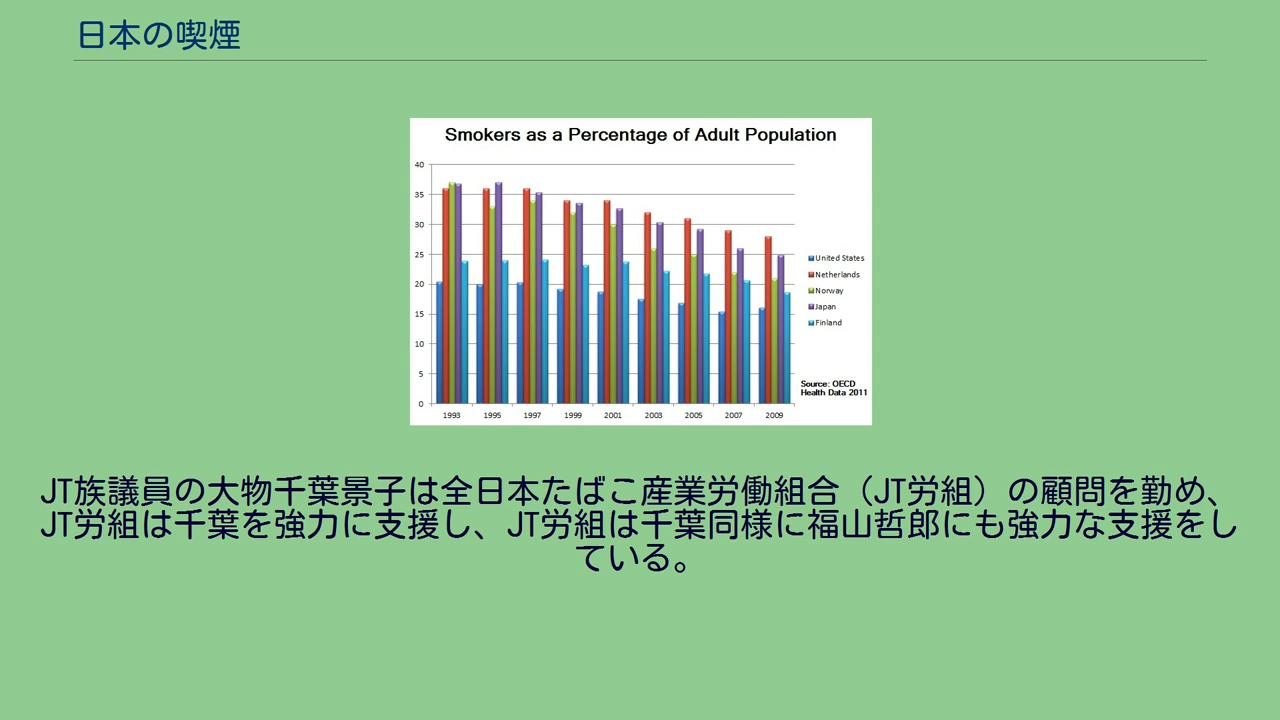 日本の喫煙
Smokers as a Percentage of Adult Population
40
35
30
25
20
15
10
5
0
1993 1995 1997 1999 2001 2003 2005 2007 2009
United States
Netherlands
Norway
Japan
Finland
Source: OECD
Health Data 2011
JT族議員の大物千葉景子は全日本たばこ産業労働組合（JT労組）の顧問を勤め、
JT労組は千葉を強力に支援し、JT労組は千葉同様に福山哲郎にも強力な支援をし
ている。